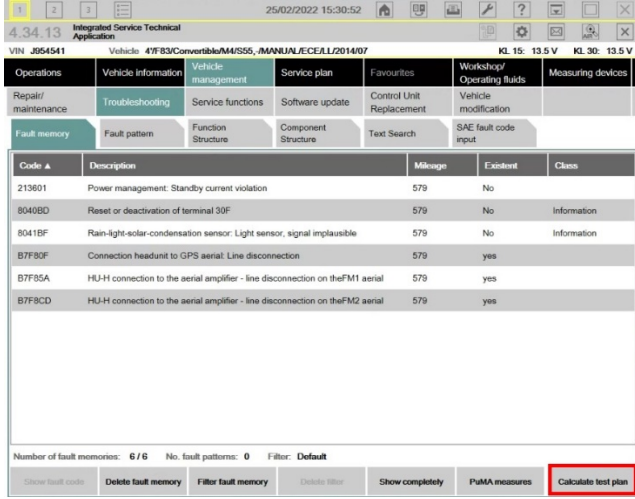 1 2 3 25/02/2022 15:30:52
4.34.13 Integrated Service Technical Application
VIN J954541 Vehicle 4'/F83/Convertible/M4/S55,-/MANUAL/ECE/LL/2014/07 KL 15: 13.5 V KL 30: 13.5 V
Operations Vehicle information Vehicle management Service plan Favourites Workshop/ Operating fluids Measuring devices
Repair/ maintenance Troubleshooting Service functions Software update Control Unit Replacement Vehicle modification
Fault memory Fault pattern Function Structure Component Structure Text Search SAE fault code input
Code ▲ Description Mileage Existent Class
213601 Power management: Standby current violation 579 No
8040BD Reset or deactivation of terminal 30F 579 No Information
8041BF Rain-light-solar-condensation sensor: Light sensor, signal implausible 579 No Information
B7F80F Connection headunit to GPS aerial: Line disconnection 579 yes
B7F85A HU-H connection to the aerial amplifier - line disconnection on theFM1 aerial 579 yes
B7F8CD HU-H connection to the aerial amplifier - line disconnection on theFM2 aerial 579 yes
Number of fault memories: 6 / 6 No. fault patterns: 0 Filter: Default
Show fault code Delete fault memory Filter fault memory Delete filter Show completely PuMA measures Calculate test plan